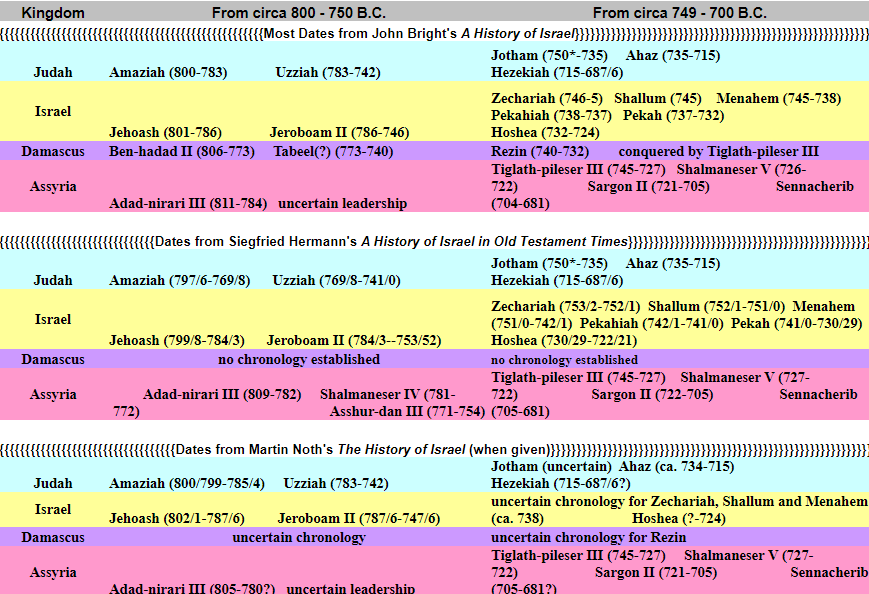 Kingdom From circa 800 - 750 B.C. From circa 749 - 700 B.C.
{{{{{{{{{{{{{{{{{{{{{{{{{{{{{{{{{{{{{{{{{{{{{{{{{Most Dates from John Bright's A History of Israel}}}}}}}}}}}}}}}}}}}}}}}}}}}}}}}}}}}}}}}}}}}}}}}}}}}
Jotham (750*-735) Ahaz (735-715)
Judah Amaziah (800-783) Uzziah (783-742) Hezekiah (715-687/6)
Zechariah (746-5) Shallum (745) Menahem (745-738)
Israel Pekahiah (738-737) Pekah (737-732)
Jehoash (801-786) Jeroboam II (786-746) Hoshea (732-724)
Damascus Ben-hadad II (806-773) Tabeel(?) (773-740) Rezin (740-732) conquered by Tiglath-pileser III
Tiglath-pileser III (745-727) Shalmaneser V (726-
Assyria 722) Sargon II (721-705) Sennacherib
Adad-nirari III (811-784) uncertain leadership (704-681)
{{{{{{{{{{{{{{{{{{{{{{{{{{{{{Dates from Siegfried Hermann's A History of Israel in Old Testament Times}}}}}}}}}}}}}}}}}}}}}}}}}}}}}}}}}}}}}}}}}}}}}}
Jotham (750*-735) Ahaz (735-715)
Judah Amaziah (797/6-769/8) Uzziah (769/8-741/0) Hezekiah (715-687/6)
Zechariah (753/2-752/1) Shallum (752/1-751/0) Menahem
Israel (751/0-742/1) Pekahiah (742/1-741/0) Pekah (741/0-730/29)
Jehoash (799/8-784/3) Jeroboam II (784/3--753/52) Hoshea (730/29-722/21)
Damascus no chronology established no chronology established
Tiglath-pileser III (745-727) Shalmaneser V (727-
Assyria Adad-nirari III (809-782) Shalmaneser IV (781- 722) Sargon II (722-705) Sennacherib
772) Asshur-dan III (771-754) (705-681)
{{{{{{{{{{{{{{{{{{{{{{{{{{{{{{{{{Dates from Martin Noth's The History of Israel (when given)}}}}}}}}}}}}}}}}}}}}}}}}}}}}}}}}}}}}}}}}}}}}}}}}}}}}}}}}}}}}
Jotham (uncertain) Ahaz (ca. 734-715)
Judah Amaziah (800/799-785/4) Uzziah (783-742) Hezekiah (715-687/6?)
Israel uncertain chronology for Zechariah, Shallum and Menahem
Jehoash (802/1-787/6) Jeroboam II (787/6-747/6) (ca. 738) Hoshea (?-724)
Damascus uncertain chronology uncertain chronology for Rezin
Tiglath-pileser III (745-727) Shalmaneser V (727-
Assyria 722) Sargon II (721-705) Sennacherib
Adad-nirari III (805-780?) uncertain leadership (705-681?)